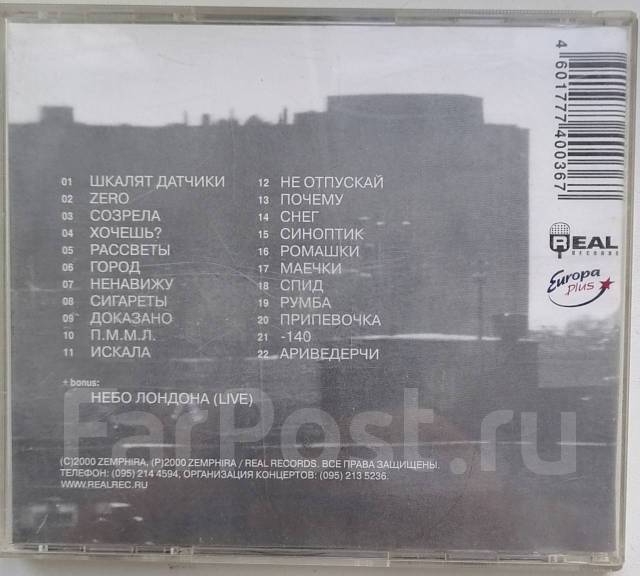 01 ШКАЛЯТ ДАТЧИКИ
02 ZERO
03 СОЗРЕЛА
04 ХОЧЕШЬ?
05 РАССВЕТЫ
06 ГОРОД
07 НЕНАВИЖУ
08 СИГАРЕТЫ
09 ДОКАЗАНО
10 П.М.М.Л.
11 ИСКАЛА
12 НЕ ОТПУСКАЙ
13 ПОЧЕМУ
14 СНЕГ
15 СИНОПТИК
16 РОМАШКИ
17 МАЕЧКИ
18 СПИД
19 РУМБА
20 ПРИПЕВОЧКА
21 -140
22 АРИВЕДЕРЧИ
+ bonus:
НЕБО ЛОНДОНА (LIVE)
(C)2000 ZEMPHIRA, (P)2000 ZEMPHIRA / REAL RECORDS. ВСЕ ПРАВА ЗАЩИЩЕНЫ.
ТЕЛЕФОН: (095) 214 4594, ОРГАНИЗАЦИЯ КОНЦЕРТОВ: (095) 213 5236.
WWW.REALREC.RU
4 601777 400367
REAL
RECORDS
Europa
plus
FarPost.ru